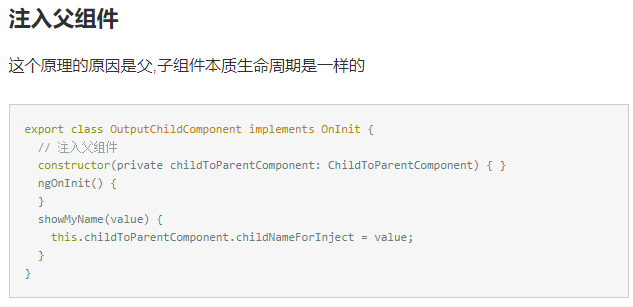 注入父组件
这个原理的原因是父,子组件本质生命周期是一样的
export class OutputChildComponent implements OnInit {
  // 注入父组件
  constructor(private childToParentComponent: ChildToParentComponent) { }
  ngOnInit() {
  }
  showMyName(value) {
    this.childToParentComponent.childNameForInject = value;
  }
}